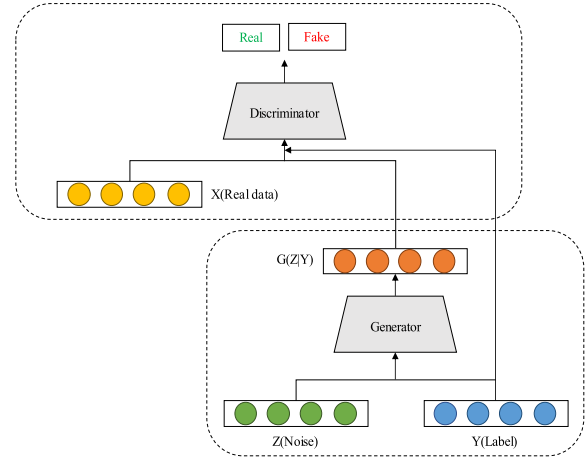 Real
Fake
Discriminator
X(Real data)
G(Z|Y)
Generator
Z(Noise)
Y(Label)